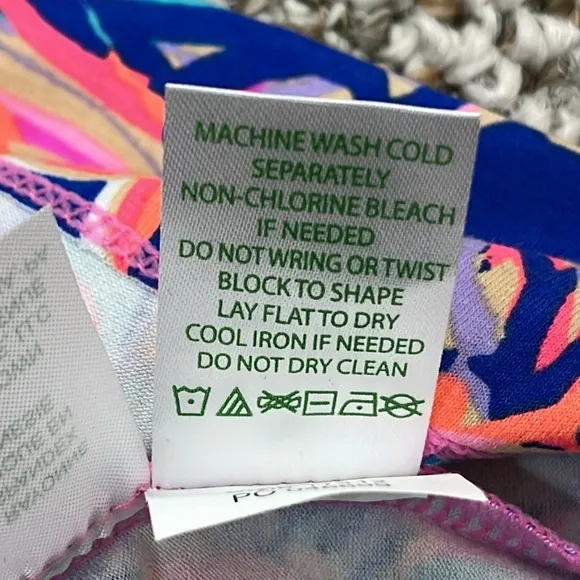 MACHINE WASH COLD
SEPARATELY
NON-CHLORINE BLEACH
IF NEEDED
DO NOT WRING OR TWIST
BLOCK TO SHAPE
LAY FLAT TO DRY
COOL IRON IF NEEDED
DO NOT DRY CLEAN